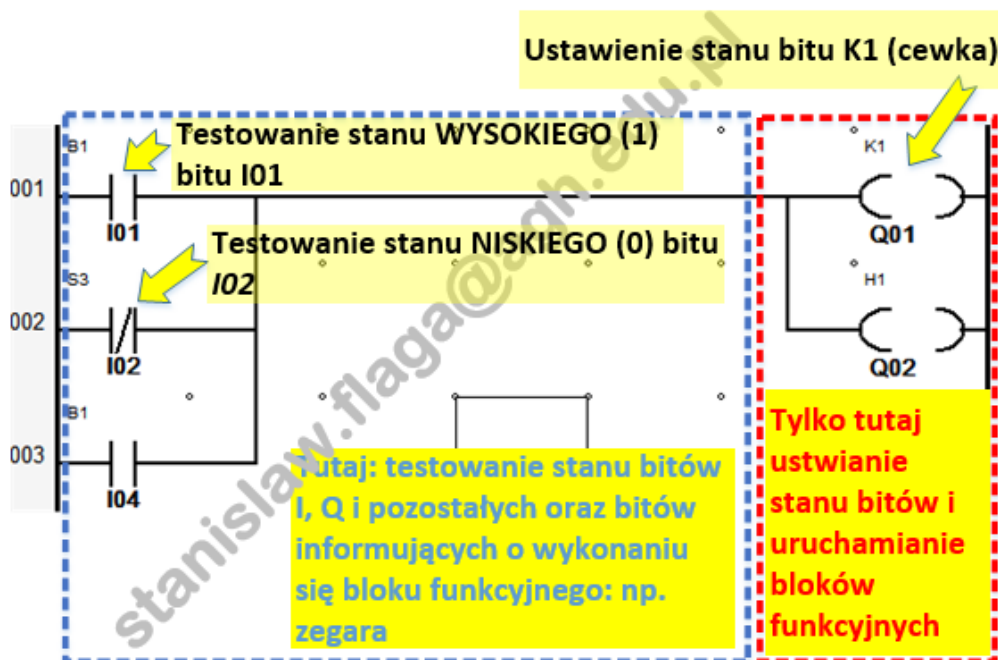 Ustawienie stanu bitu K1 (cewka)
B1
Testowanie stanu WYSOKIEGO (1)
bitu I01
K1
001
I01
Q01
Testowanie stanu NISKIEGO (0) bitu
I02
S3
H1
002
I02
Q02
B1
003
I04
Tutaj: testowanie stanu bitów
I, Q i pozostałych oraz bitów
informujących o wykonaniu
się bloku funkcyjnego: np.
zegara
Tylko tutaj
ustwianie
stanu bitów i
uruchamianie
bloków
funkcyjnych
stanislaw.flaga@agh.edu.pl